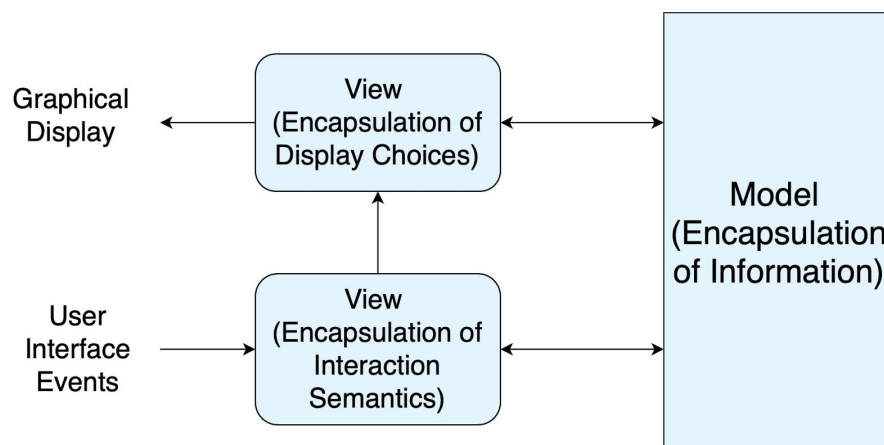 Graphical
Display
View
(Encapsulation of
Display Choices)
Model
(Encapsulation
of Information)
User
Interface
Events
View
(Encapsulation of
Interaction
Semantics)